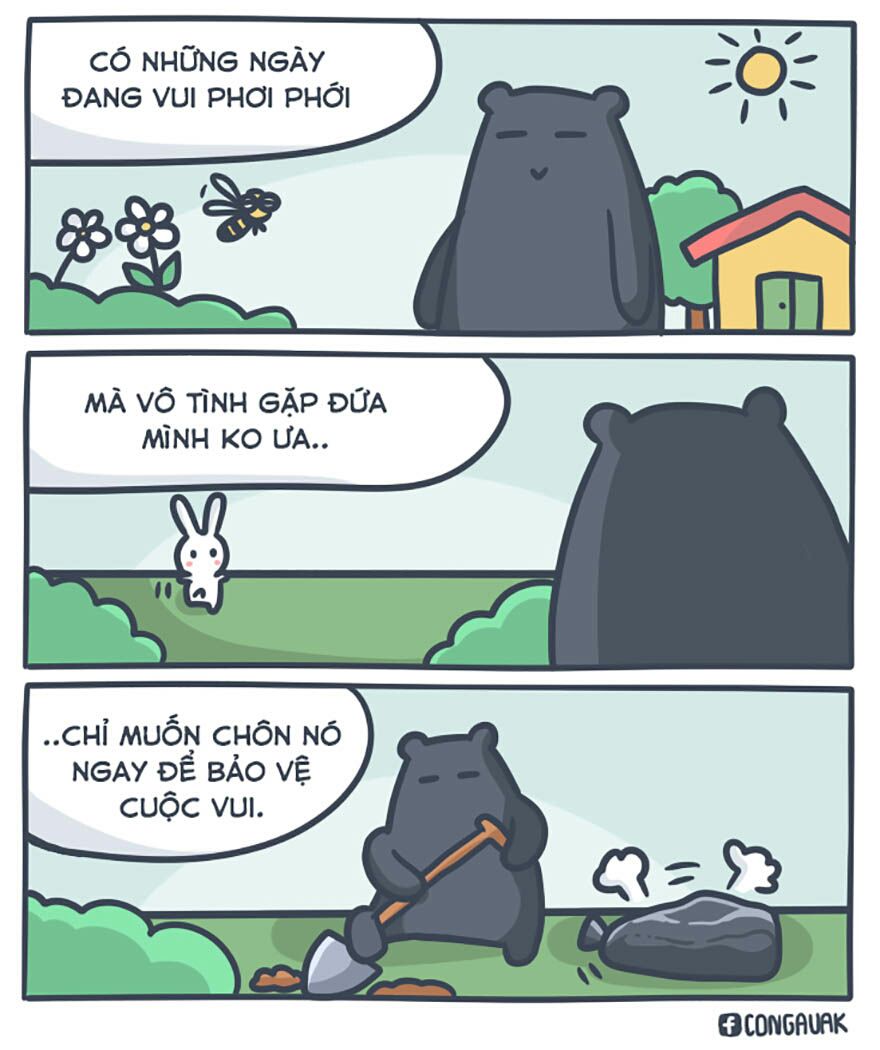 CÓ NHỮNG NGÀY
ĐANG VUI PHƠI PHỚI
MÀ VÔ TÌNH GẶP ĐỨA
MÌNH KO ƯA..
..CHỈ MUỐN CHÔN NÓ
NGAY ĐỂ BẢO VỆ
CUỘC VUI.
f CONGAUAK